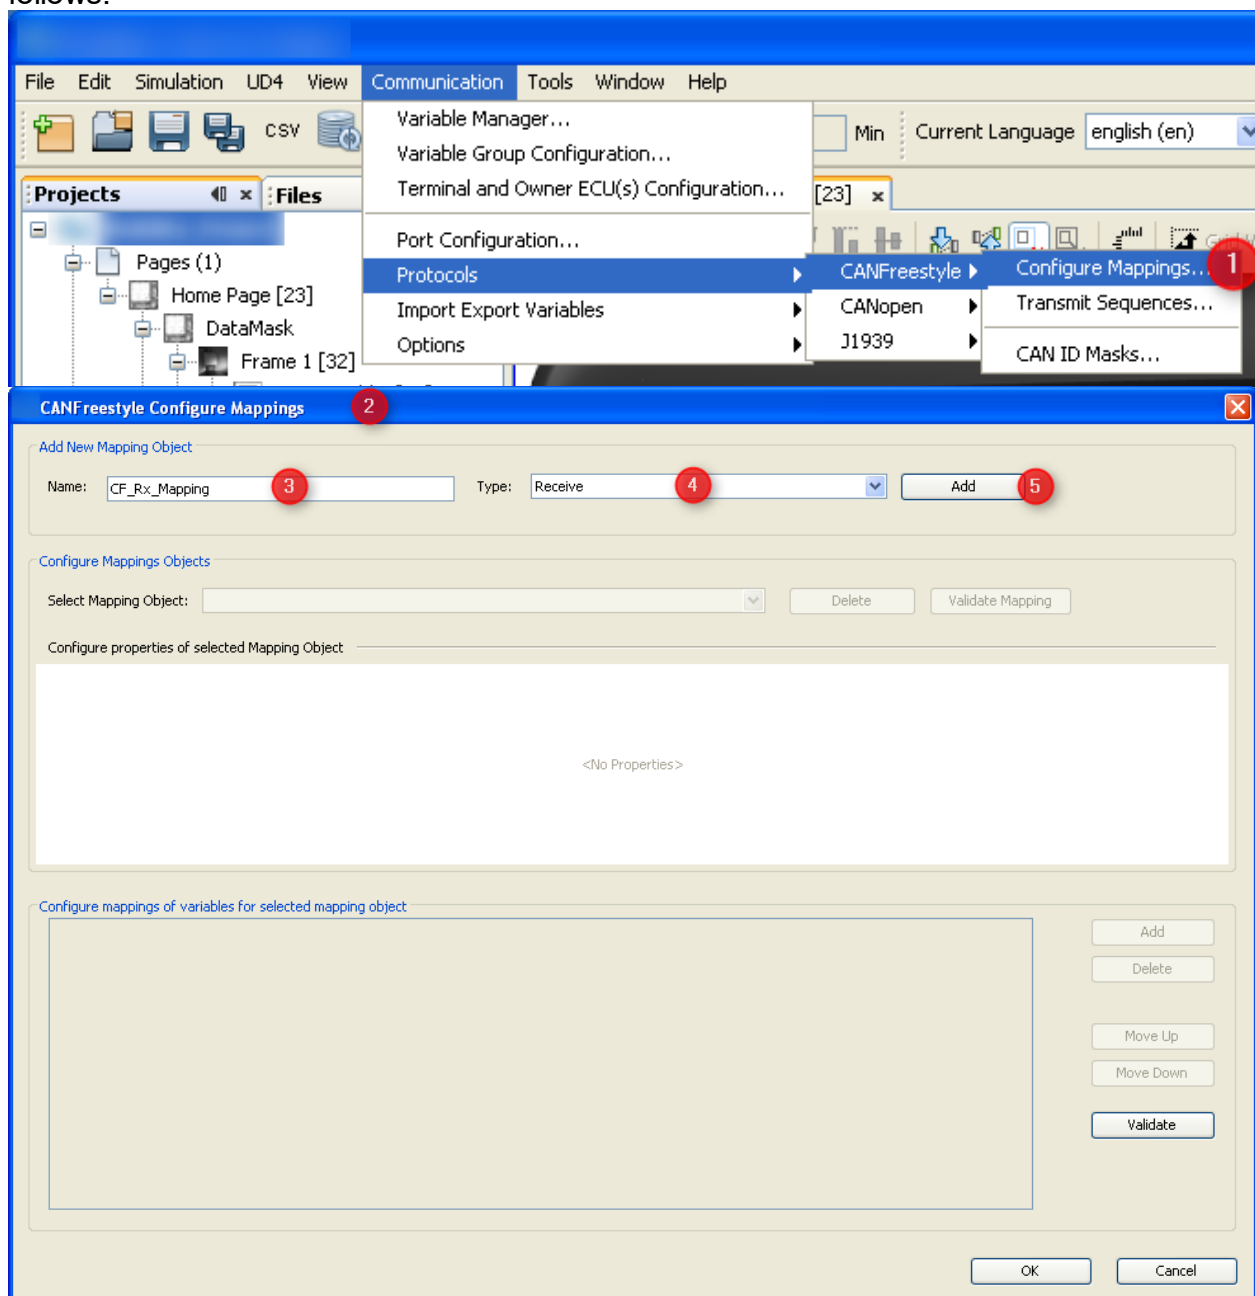 follows:
File Edit Simulation UD4 View Communication Tools Window Help
CSV Min Current Language english (en)
Variable Manager...
Variable Group Configuration...
Terminal and Owner ECU(s) Configuration...
Port Configuration...
Protocols
Import Export Variables
Options
CANFreestyle
CANopen
J1939
Configure Mappings... 1
Transmit Sequences...
CAN ID Masks...
Projects Files
[23]
Pages (1)
Home Page [23]
DataMask
Frame 1 [32]
CANFreestyle Configure Mappings 2
Add New Mapping Object
Name: CF_Rx_Mapping 3 Type: Receive 4 Add 5
Configure Mappings Objects
Select Mapping Object: Delete Validate Mapping
Configure properties of selected Mapping Object
<No Properties>
Configure mappings of variables for selected mapping object
Add
Delete
Move Up
Move Down
Validate
OK Cancel